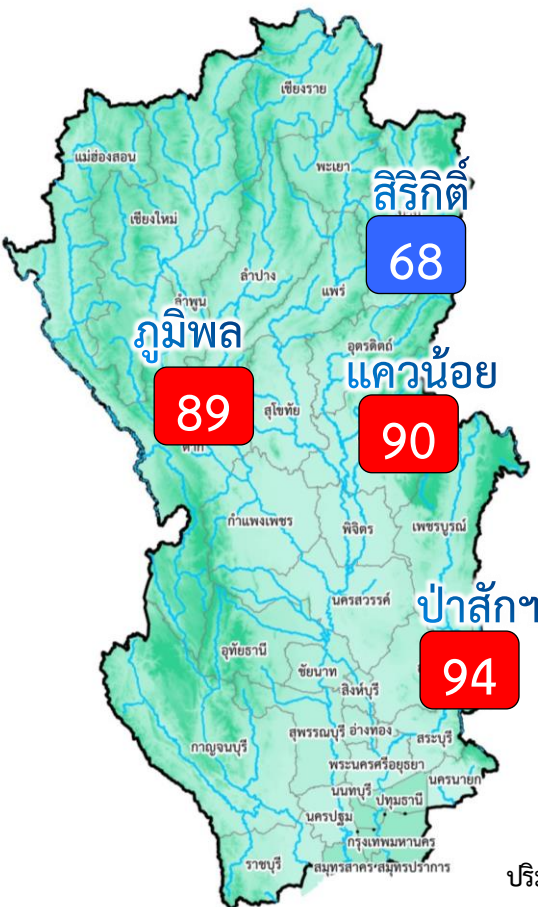 เชียงราย
แม่ฮ่องสอน
พะเยา
สิริกิติ์
68
เชียงใหม่
ลำปาง
แพร่
ลำพูน
ภูมิพล
89
อุตรดิตถ์
แควน้อย
90
สุโขทัย
ตาก
กำแพงเพชร
พิจิตร
เพชรบูรณ์
นครสวรรค์
ป่าสักฯ
94
อุทัยธานี
ชัยนาท
สิงห์บุรี
สุพรรณบุรี
อ่างทอง
สระบุรี
กาญจนบุรี
พระนครศรีอยุธยา
นครนายก
นนทบุรี
ปทุมธานี
นครปฐม
กรุงเทพมหานคร
ราชบุรี
สมุทรสาคร
สมุทรปราการ